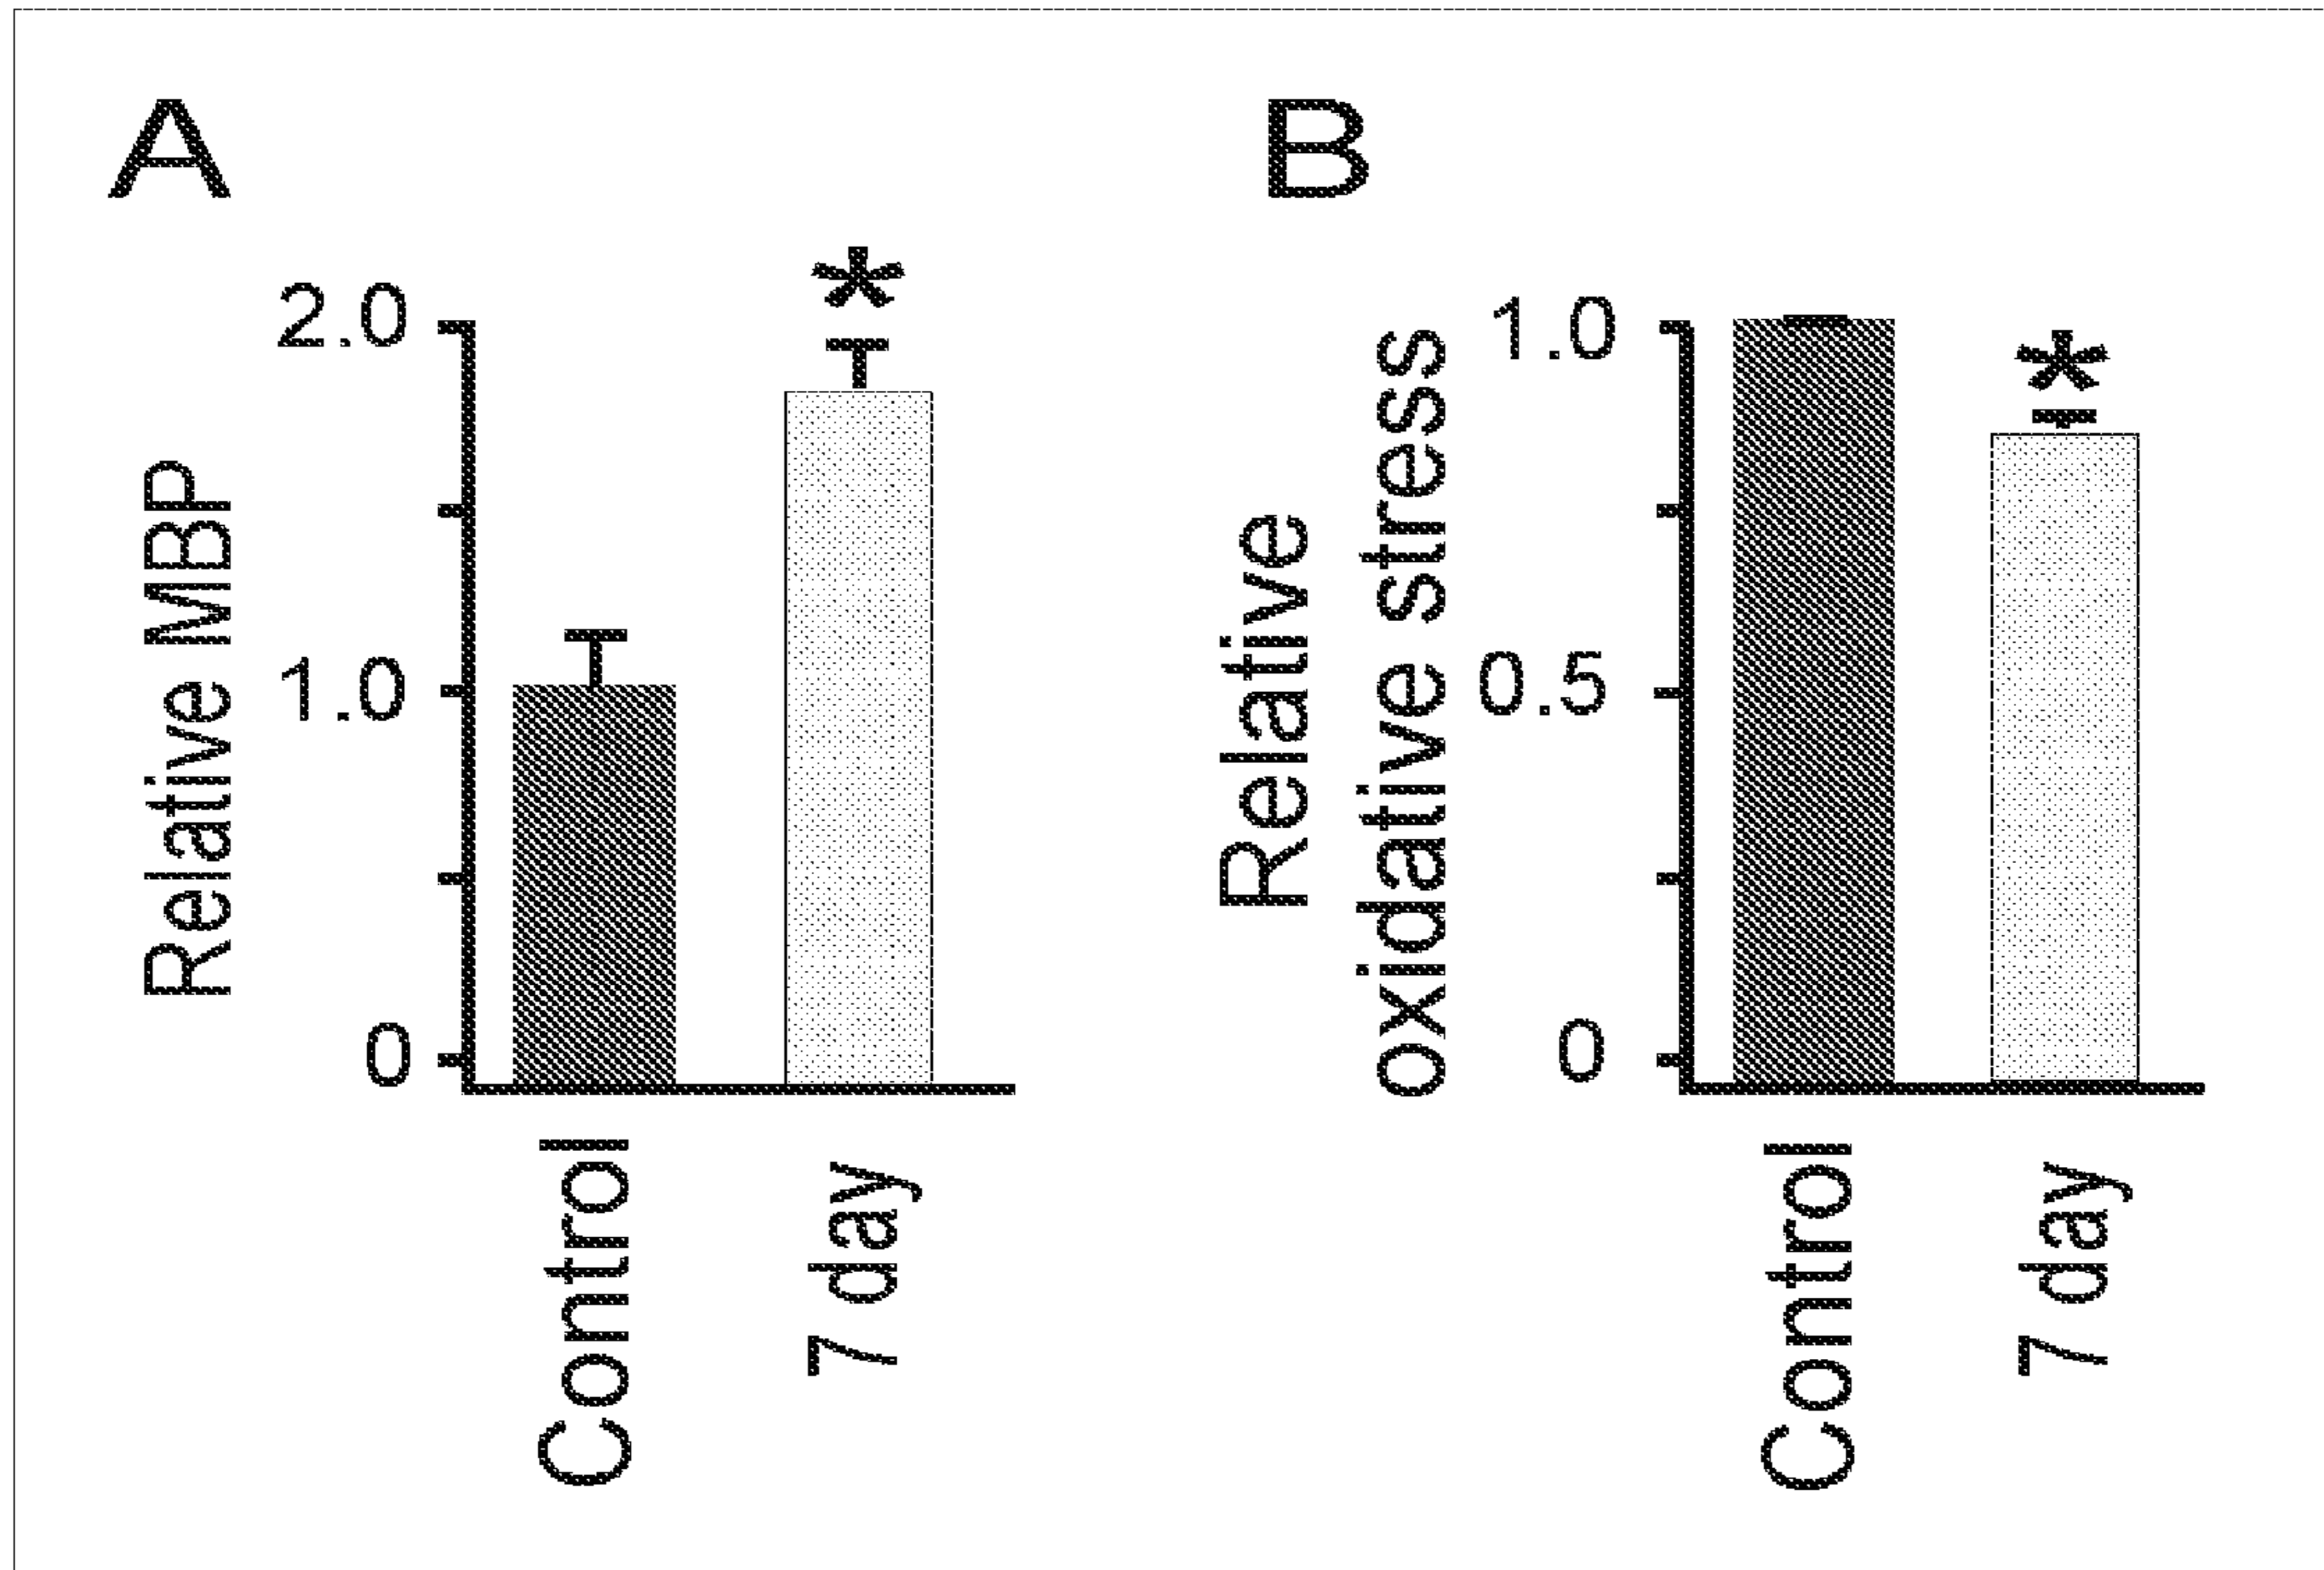 A
Relative MBP
2.0
1.0
0
*
Control
7 day
B
Relative
oxidative stress
1.0
0.5
0
*
Control
7 day